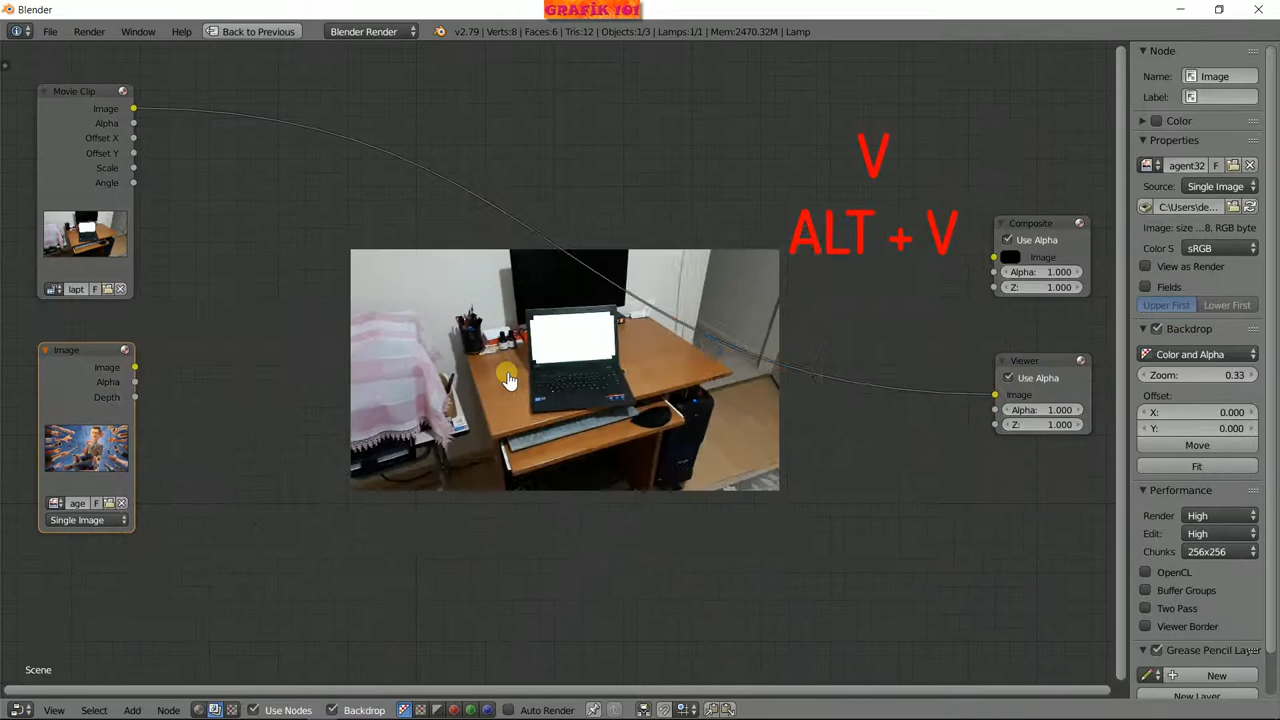 Blender
GRAFİK 101
File Render Window Help Back to Previous Blender Render v2.79 | Verts:8 | Faces:6 | Tris:12 | Objects:1/3 | Lamps:1/1 | Mem:2470.32M | Lamp
Movie Clip
Image
Alpha
Offset X
Offset Y
Scale
Angle
lapt F
Image
Image
Alpha
Depth
age F
Single Image
V
ALT + V
Composite
Use Alpha
Image
Alpha: 1.000
Z: 1.000
Viewer
Use Alpha
Image
Alpha: 1.000
Z: 1.000
Node
Name: Image
Label:
Color
Properties
agent32 F
Source: Single Image
C:\Users\de...
Image: size ...8, RGB byte
Color S sRGB
View as Render
Fields
Upper First Lower First
Backdrop
Color and Alpha
Zoom: 0.33
Offset:
X: 0.000
Y: 0.000
Move
Fit
Performance
Render High
Edit: High
Chunks 256x256
OpenCL
Buffer Groups
Two Pass
Viewer Border
Grease Pencil Layer
New
New Layer
Scene
View Select Add Node Use Nodes Backdrop Auto Render